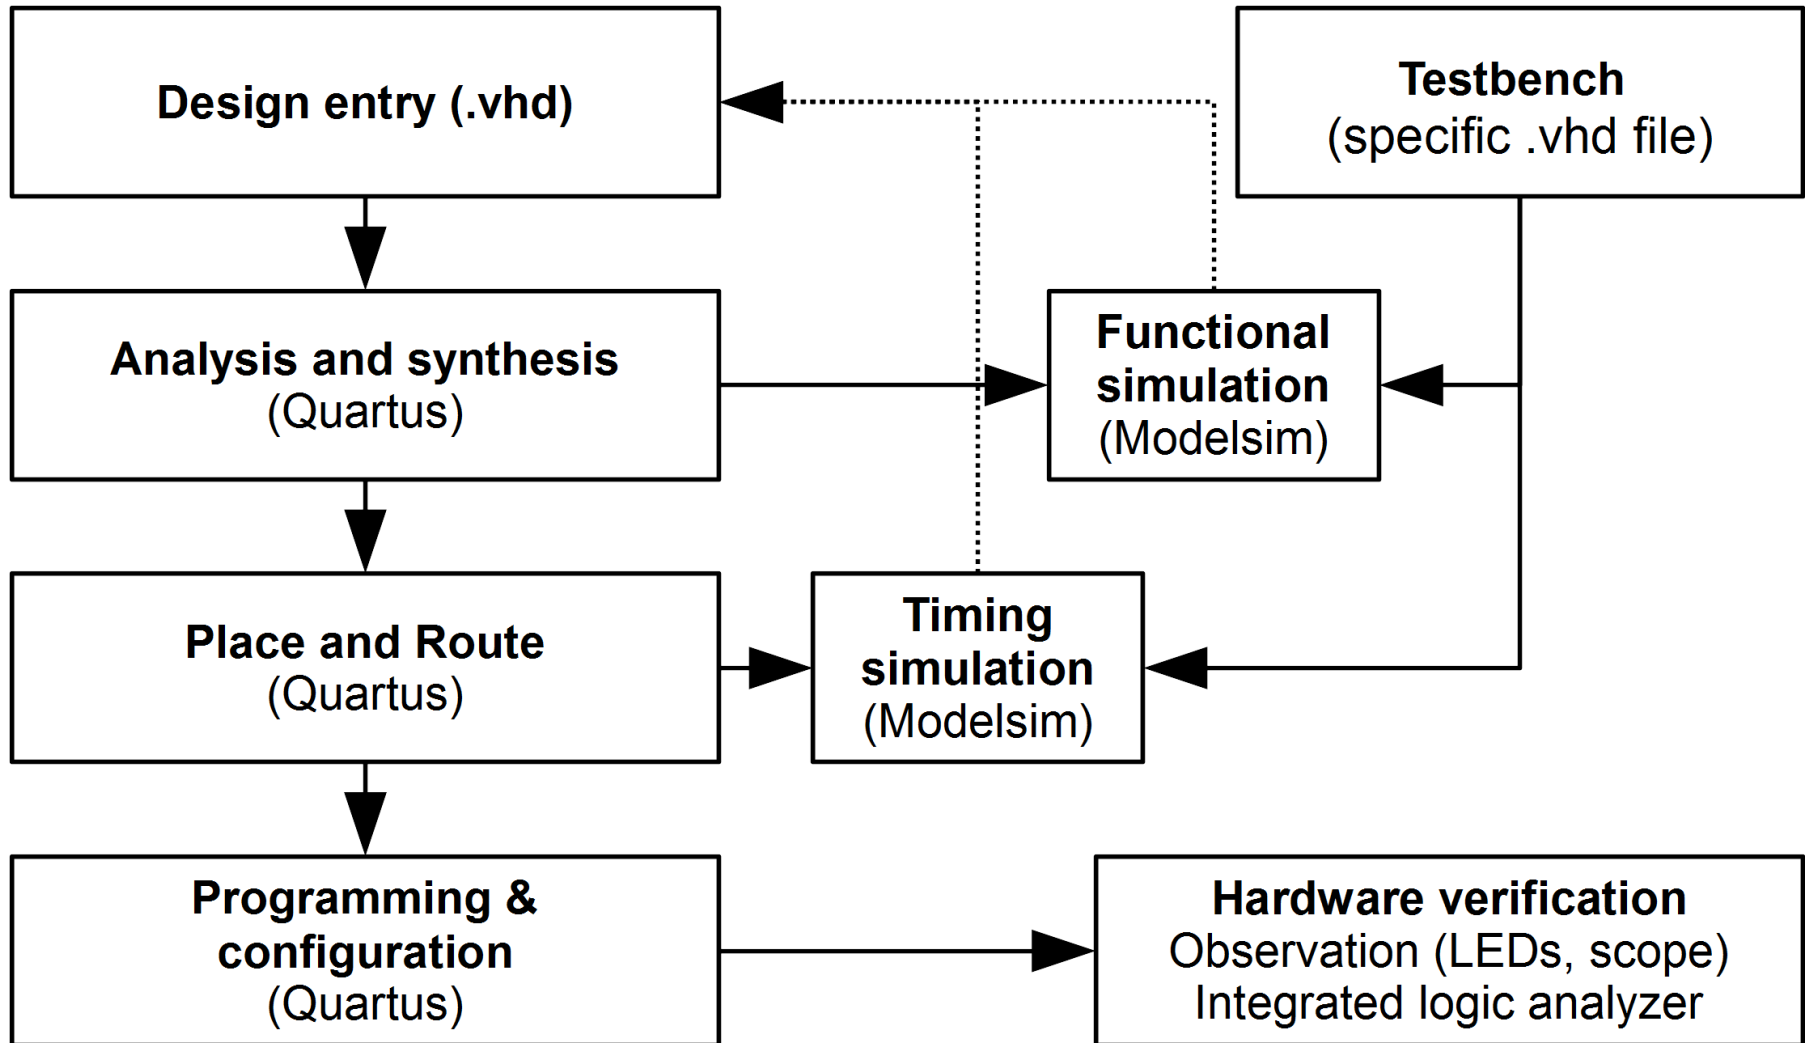 Design entry (.vhd)
Testbench
(specific .vhd file)
Analysis and synthesis
(Quartus)
Functional
simulation
(Modelsim)
Place and Route
(Quartus)
Timing
simulation
(Modelsim)
Programming &
configuration
(Quartus)
Hardware verification
Observation (LEDs, scope)
Integrated logic analyzer